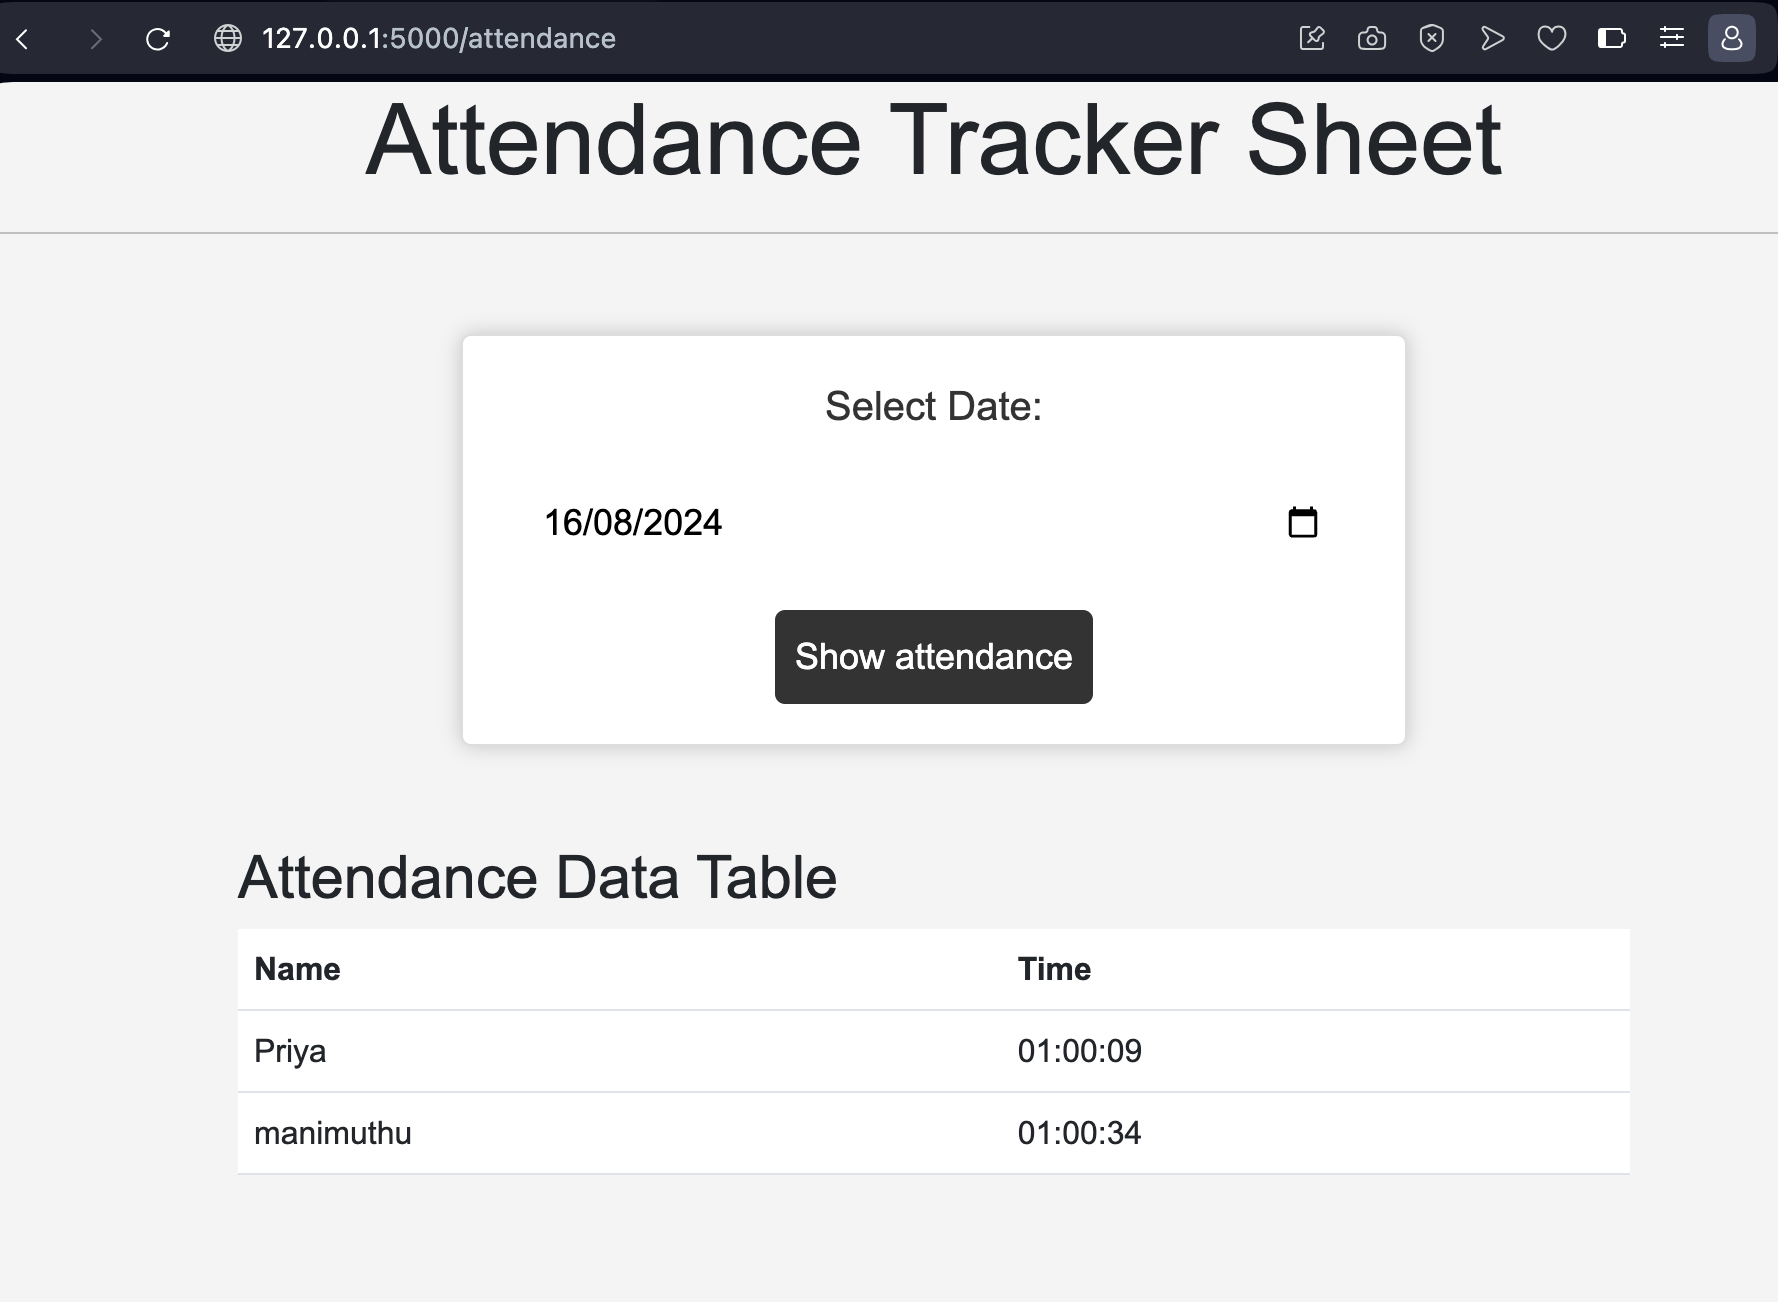 127.0.0.1:5000/attendance
Attendance Tracker Sheet
Select Date:
16/08/2024
Show attendance
Attendance Data Table
Name Time
Priya 01:00:09
manimuthu 01:00:34